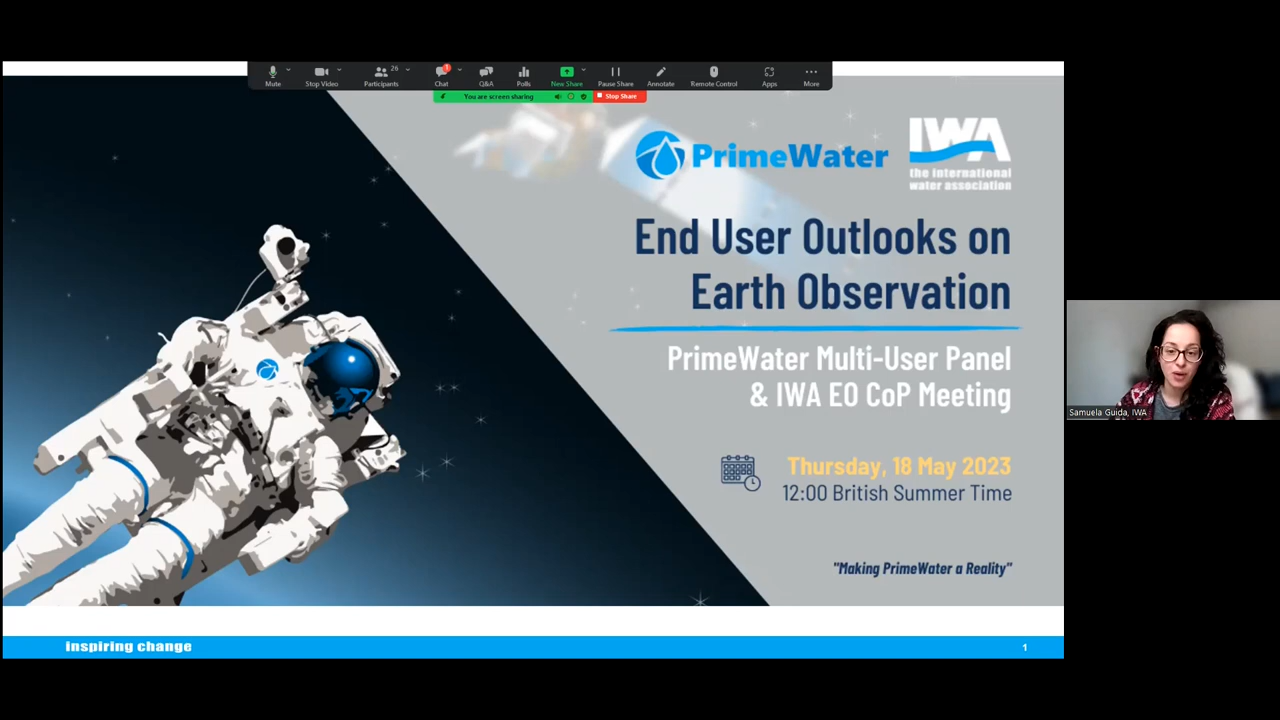 Mute
Stop Video
Participants
26
Chat
1
Q&A
Polls
New Share
Pause Share
Annotate
Remote Control
Apps
More
You are screen sharing
Stop Share
PrimeWater
IWA
the international
water association
End User Outlooks on
Earth Observation
PrimeWater Multi-User Panel
& IWA EO CoP Meeting
Thursday, 18 May 2023
12:00 British Summer Time
"Making PrimeWater a Reality"
Samuela Guida, IWA
inspiring change
1